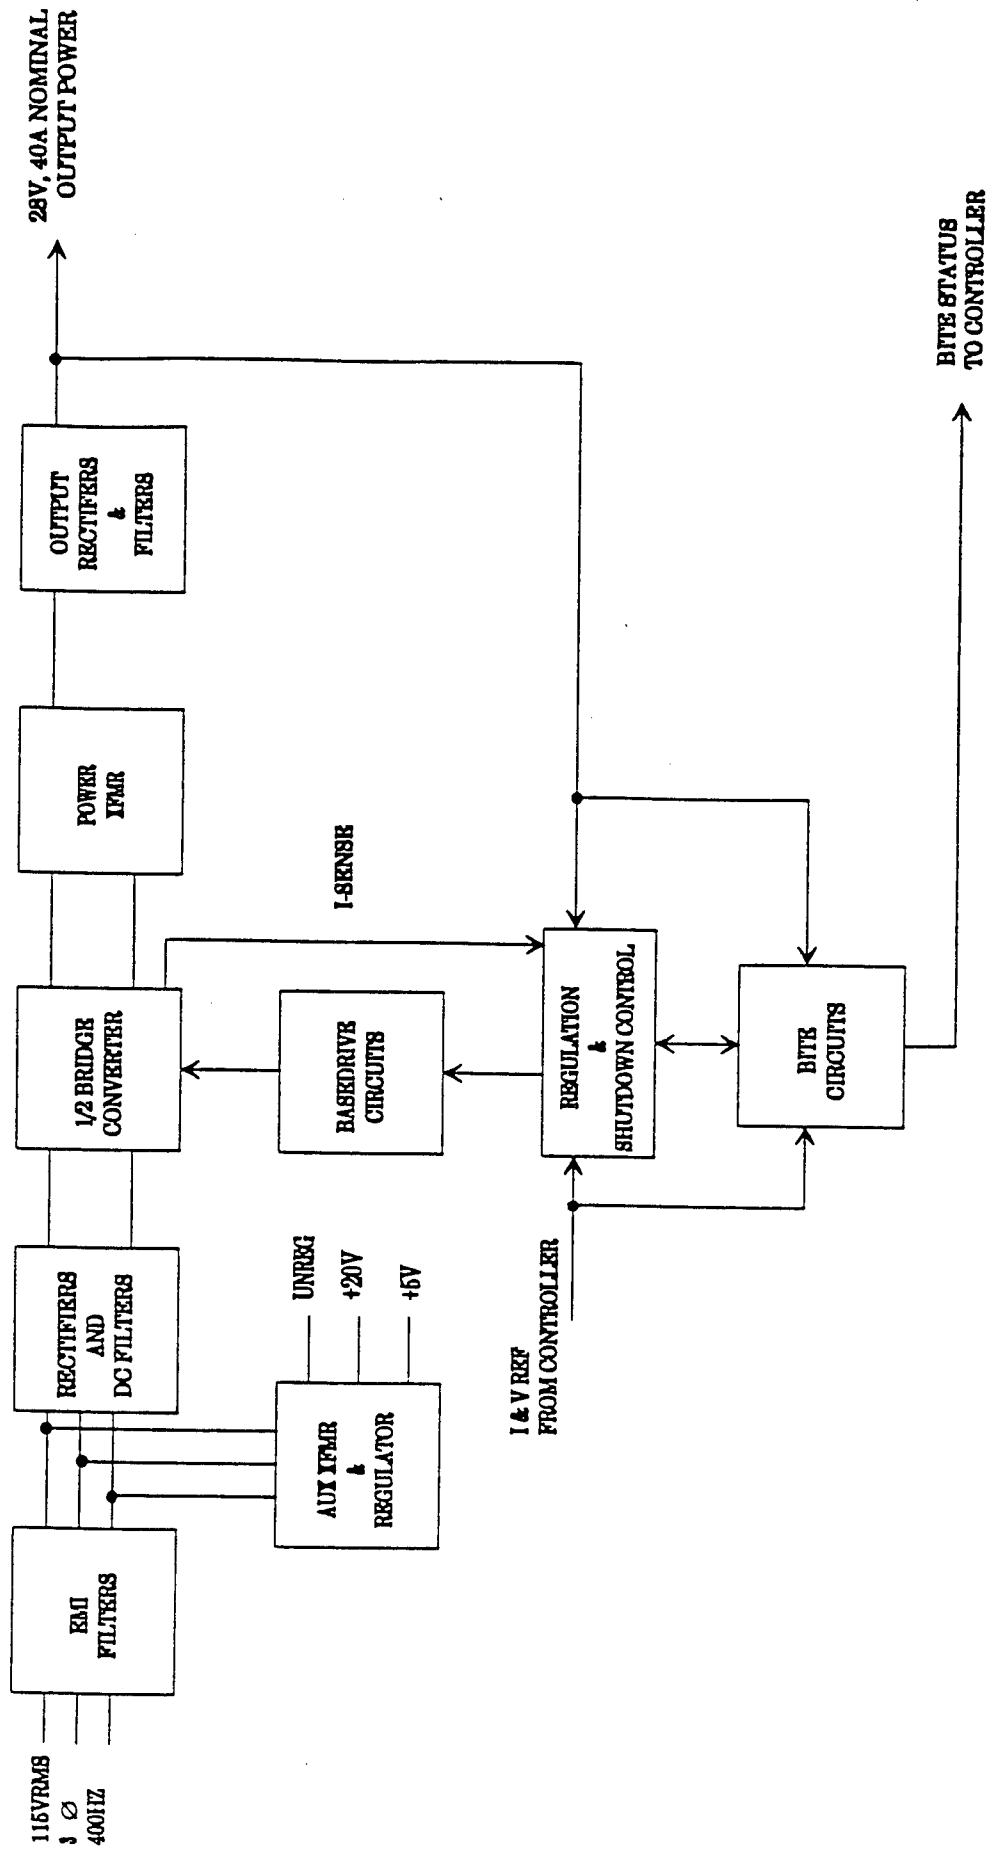 115VRMS
3 Ø
400HZ
EMI
FILTERS
RECTIFIERS
AND
DC FILTERS
1/2 BRIDGE
CONVERTER
POWER
XFMR
OUTPUT
RECTIFERS
&
FILTERS
28V, 40A NOMINAL
OUTPUT POWER
AUX XFMR
&
REGULATOR
UNREG
+20V
+5V
BASEDRIVE
CIRCUITS
I-SENSE
I & V REF
FROM CONTROLLER
REGULATION
&
SHUTDOWN CONTROL
BITE
CIRCUITS
BITE STATUS
TO CONTROLLER